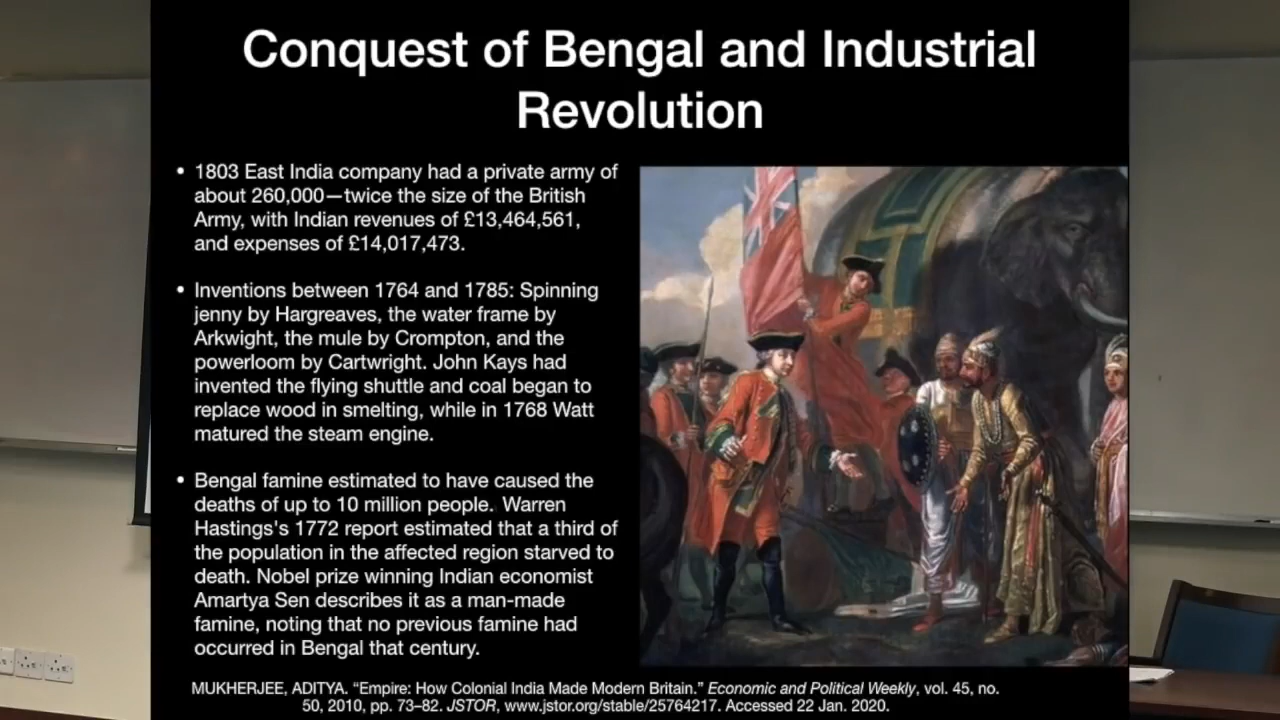 Conquest of Bengal and Industrial
Revolution
• 1803 East India company had a private army of
about 260,000—twice the size of the British
Army, with Indian revenues of £13,464,561,
and expenses of £14,017,473.
• Inventions between 1764 and 1785: Spinning
jenny by Hargreaves, the water frame by
Arkwright, the mule by Crompton, and the
powerloom by Cartwright. John Kays had
invented the flying shuttle and coal began to
replace wood in smelting, while in 1768 Watt
matured the steam engine.
• Bengal famine estimated to have caused the
deaths of up to 10 million people. Warren
Hastings's 1772 report estimated that a third of
the population in the affected region starved to
death. Nobel prize winning Indian economist
Amartya Sen describes it as a man-made
famine, noting that no previous famine had
occurred in Bengal that century.
MUKHERJEE, ADITYA. “Empire: How Colonial India Made Modern Britain.” Economic and Political Weekly, vol. 45, no.
50, 2010, pp. 73–82. JSTOR, www.jstor.org/stable/25764217. Accessed 22 Jan. 2020.